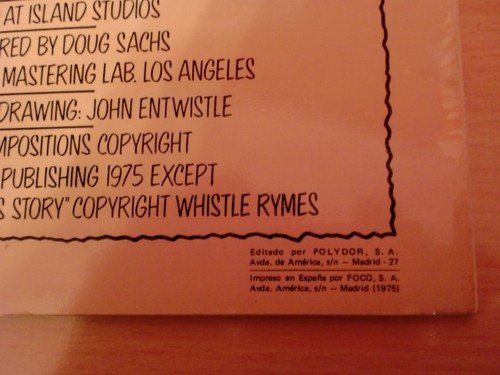 AT ISLAND STUDIOS
RED BY DOUG SACHS
MASTERING LAB. LOS ANGELES
DRAWING: JOHN ENTWISTLE
MPOSITIONS COPYRIGHT
PUBLISHING 1975 EXCEPT
S STORY" COPYRIGHT WHISTLE RYMES
Editado por POLYDOR, S. A.
Avda. de América, s/n — Madrid - 27
Impreso en España por FOCO, S. A.
Avda. América, s/n — Madrid (1975)